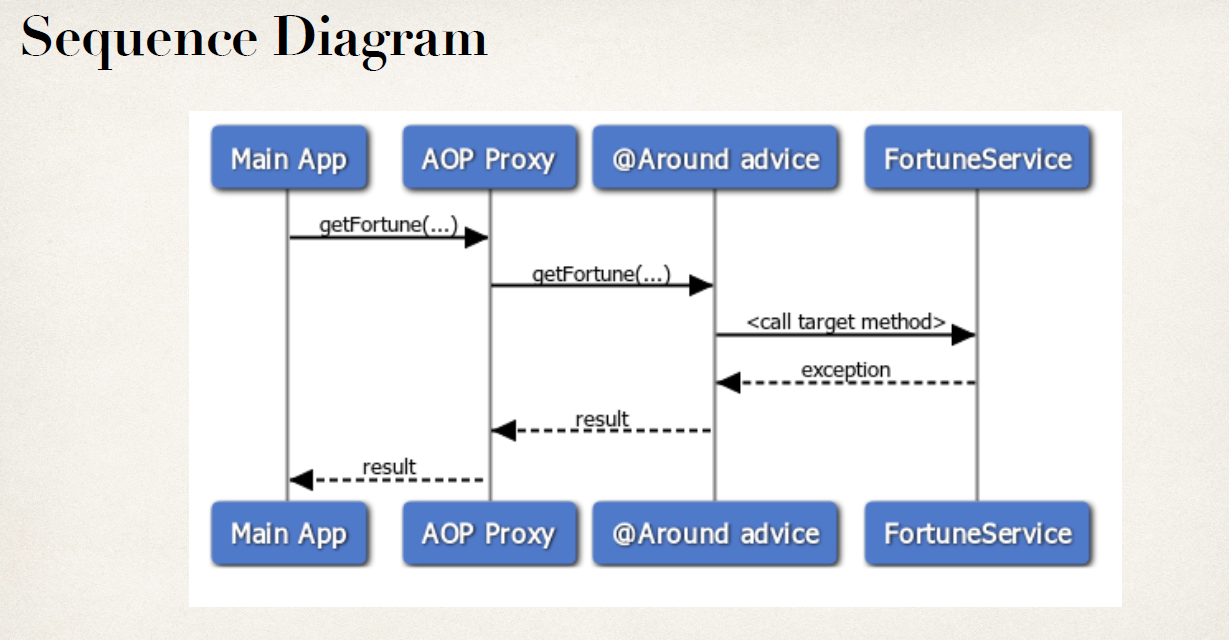 Sequence Diagram
Main App
AOP Proxy
@Around advice
FortuneService
getFortune(...)
getFortune(...)
<call target method>
exception
result
result
Main App
AOP Proxy
@Around advice
FortuneService